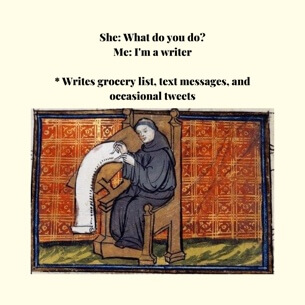 She: What do you do?
Me: I'm a writer
* Writes grocery list, text messages, and
occasional tweets